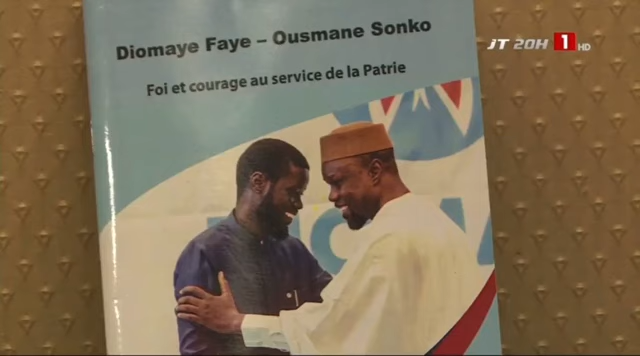 Diomaye Faye – Ousmane Sonko
Foi et courage au service de la Patrie
JT 20H 1 HD